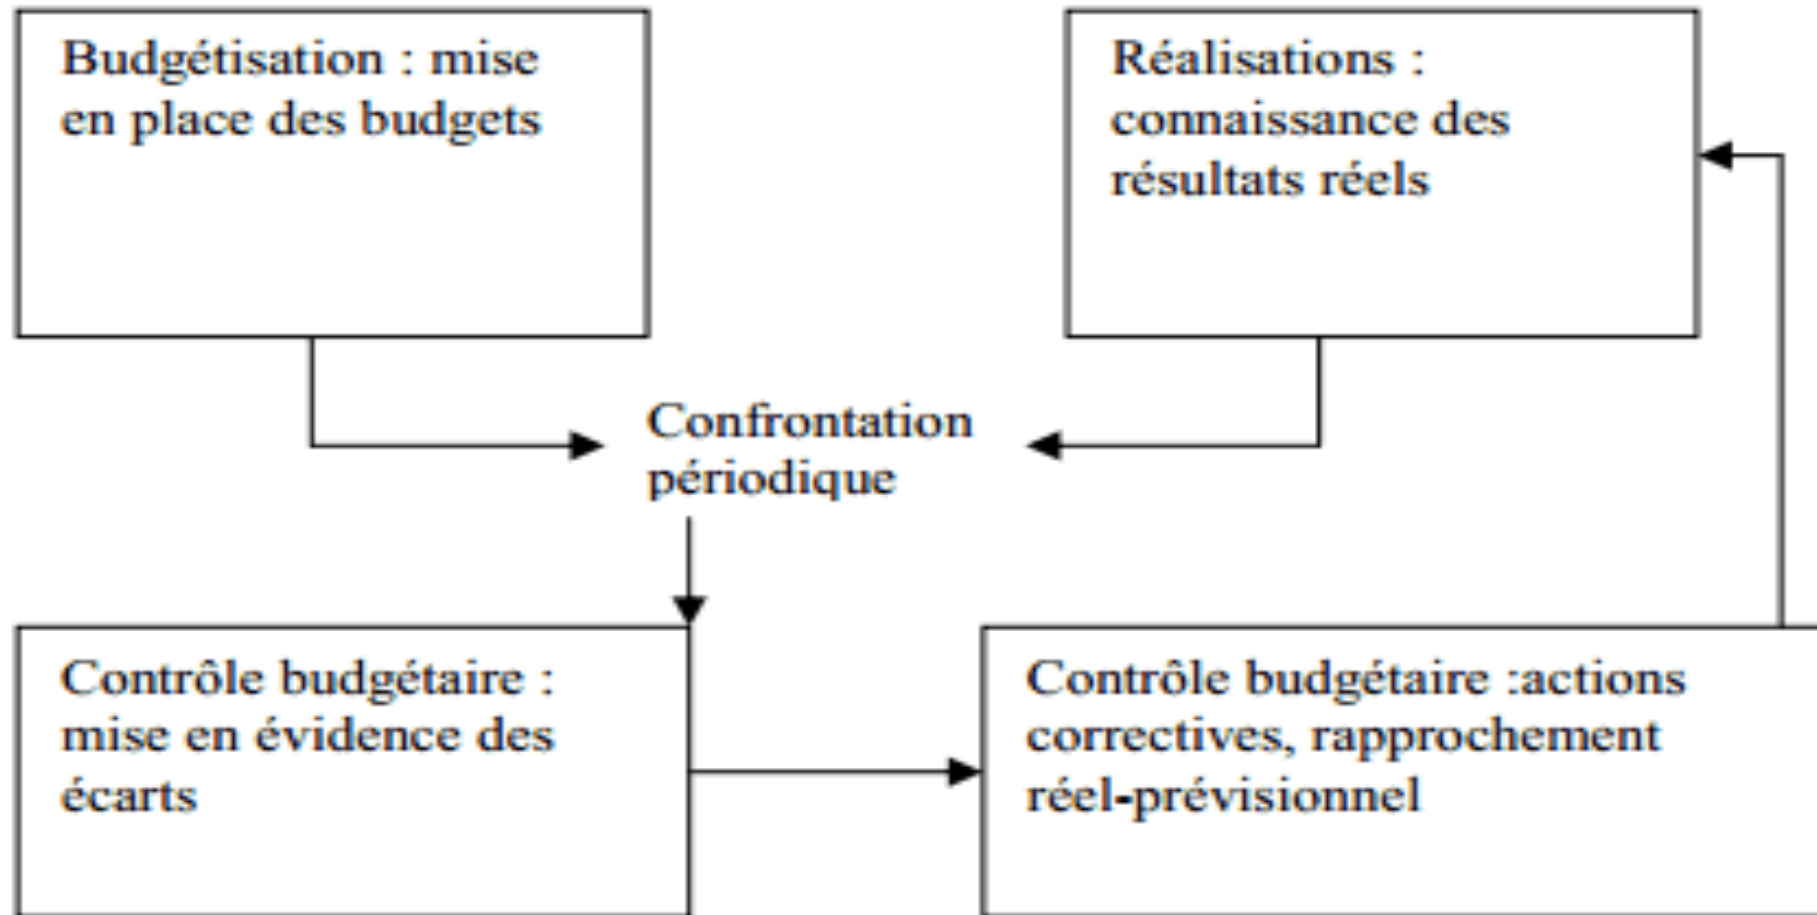 Budgétisation : mise
en place des budgets
Réalisations :
connaissance des
résultats réels
Confrontation
périodique
Contrôle budgétaire :
mise en évidence des
écarts
Contrôle budgétaire :actions
correctives, rapprochement
réel-prévisionnel